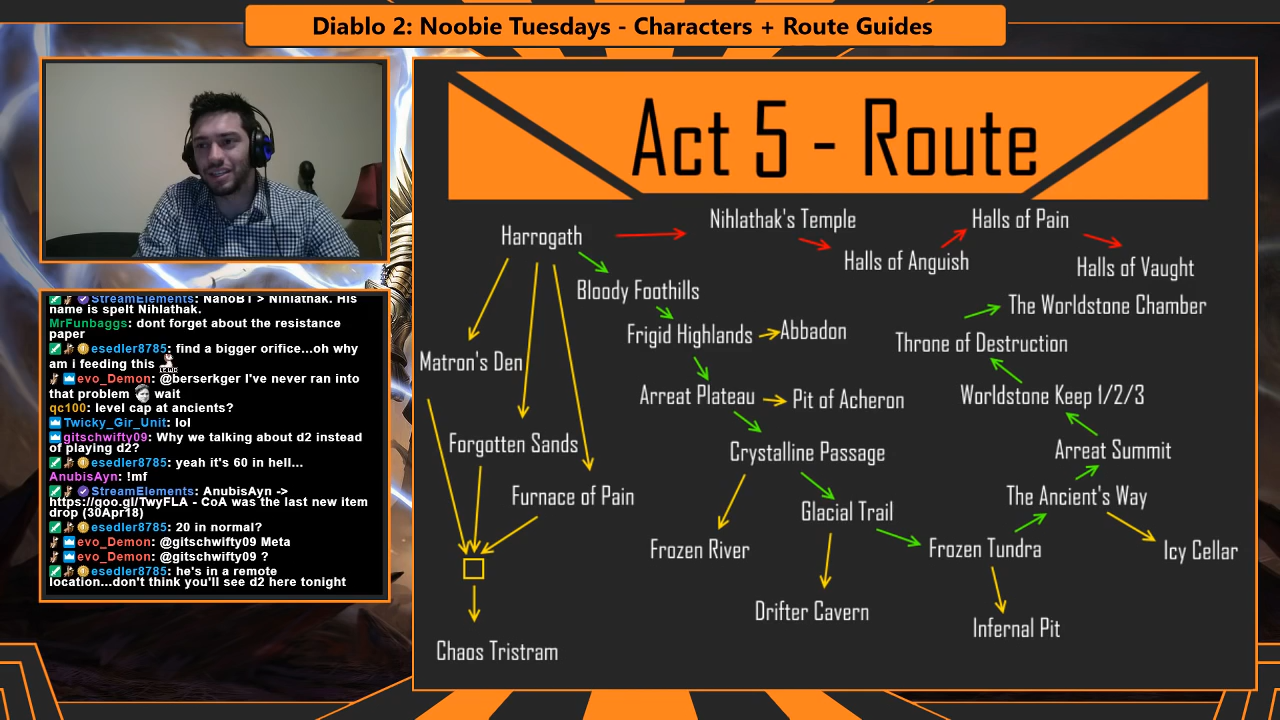 Diablo 2: Noobie Tuesdays - Characters + Route Guides
StreamElements: NanoBT > Nihlathak. His
name is spelt Nihlathak.
MrFunbaggs: dont forget about the resistance
paper
esedler8785: find a bigger orifice...oh why
am i feeding this
evo_Demon: @berserkger I've never ran into
that problem wait
qc100: level cap at ancients?
Twicky_Gir_Unit: lol
gitschwifty09: Why we talking about d2 instead
of playing d2?
esedler8785: yeah it's 60 in hell...
AnubisAyn: !mf
StreamElements: AnubisAyn ->
https://goo.gl/TwyFLA - CoA was the last new item
drop (30Apr18)
esedler8785: 20 in normal?
evo_Demon: @gitschwifty09 Meta
evo_Demon: @gitschwifty09 ?
esedler8785: he's in a remote
location...don't think you'll see d2 here tonight
Act 5 - Route
Harrogath
Nihlathak's Temple
Halls of Anguish
Halls of Pain
Halls of Vaught
Bloody Foothills
Frigid Highlands
Abbadon
Arreat Plateau
Pit of Acheron
Crystalline Passage
Frozen River
Glacial Trail
Drifter Cavern
Frozen Tundra
Infernal Pit
The Ancient's Way
Icy Cellar
Arreat Summit
Worldstone Keep 1/2/3
Throne of Destruction
The Worldstone Chamber
Matron's Den
Forgotten Sands
Furnace of Pain
Chaos Tristram